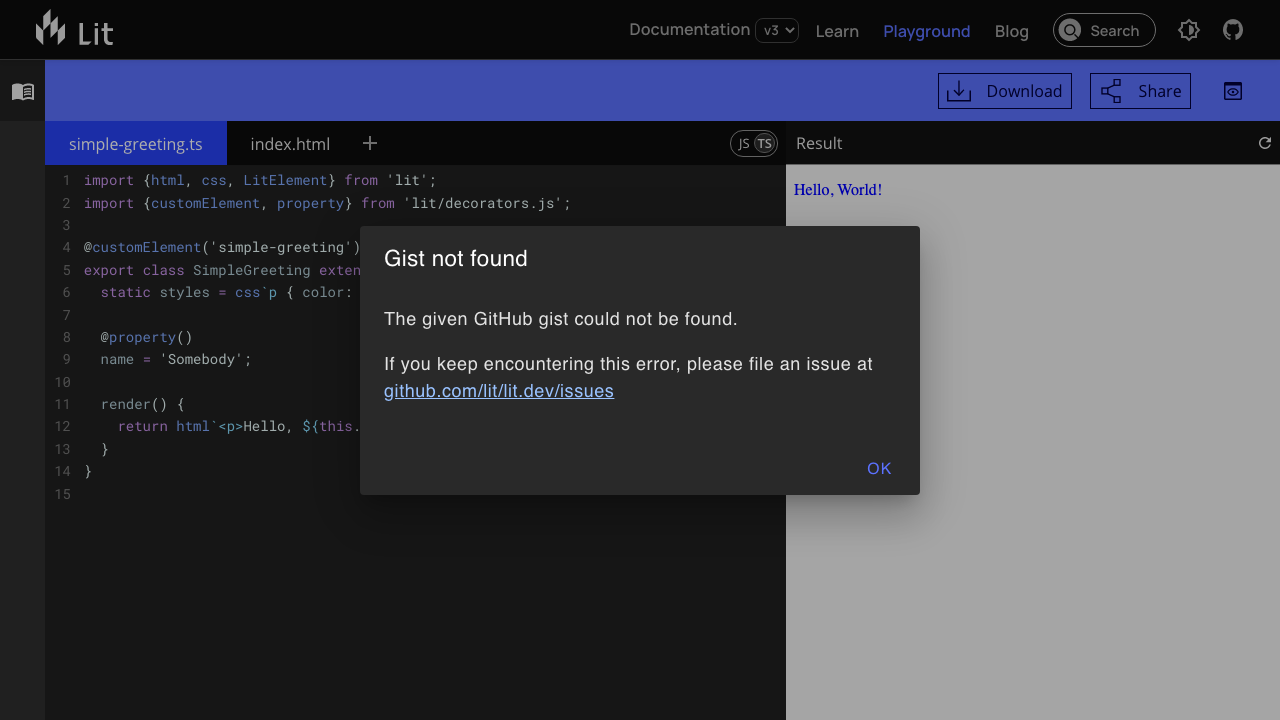 Lit
Documentation v3 Learn Playground Blog Search
Download Share
simple-greeting.ts index.html + JS TS Result
Hello, World!
1 import {html, css, LitElement} from 'lit';
2 import {customElement, property} from 'lit/decorators.js';
3
4 @customElement('simple-greeting')
5 export class SimpleGreeting exten
6 static styles = css`p { color:
7
8 @property()
9 name = 'Somebody';
10
11 render() {
12 return html`<p>Hello, ${this.
13 }
14 }
15
Gist not found
The given GitHub gist could not be found.
If you keep encountering this error, please file an issue at
github.com/lit/lit.dev/issues
OK